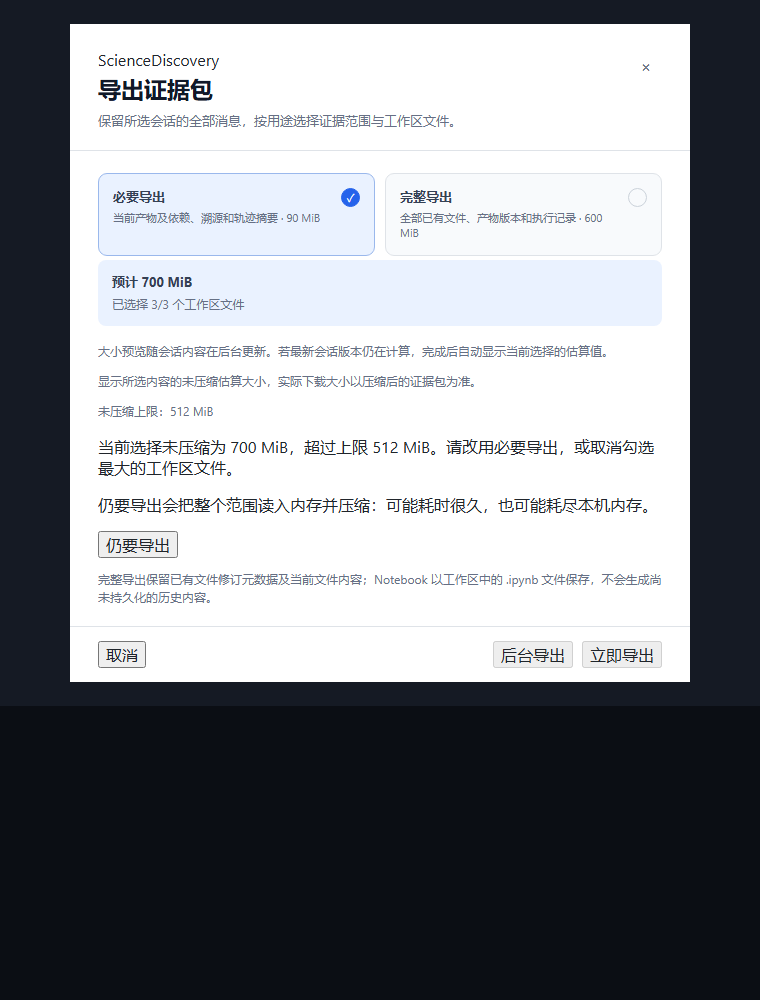 ScienceDiscovery
×
导出证据包
保留所选会话的全部消息，按用途选择证据范围与工作区文件。
必要导出
✓
当前产物及依赖、溯源和轨迹摘要 · 90 MiB
完整导出
全部已有文件、产物版本和执行记录 · 600
MiB
预计 700 MiB
已选择 3/3 个工作区文件
大小预览随会话内容在后台更新。若最新会话版本仍在计算，完成后自动显示当前选择的估算值。
显示所选内容的未压缩估算大小，实际下载大小以压缩后的证据包为准。
未压缩上限：512 MiB
当前选择未压缩为 700 MiB，超过上限 512 MiB。请改用必要导出，或取消勾选
最大的工作区文件。
仍要导出会把整个范围读入内存并压缩：可能耗时很久，也可能耗尽本机内存。
仍要导出
完整导出保留已有文件修订元数据及当前文件内容；Notebook 以工作区中的 .ipynb 文件保存，不会生成尚
未持久化的历史内容。
取消
后台导出
立即导出